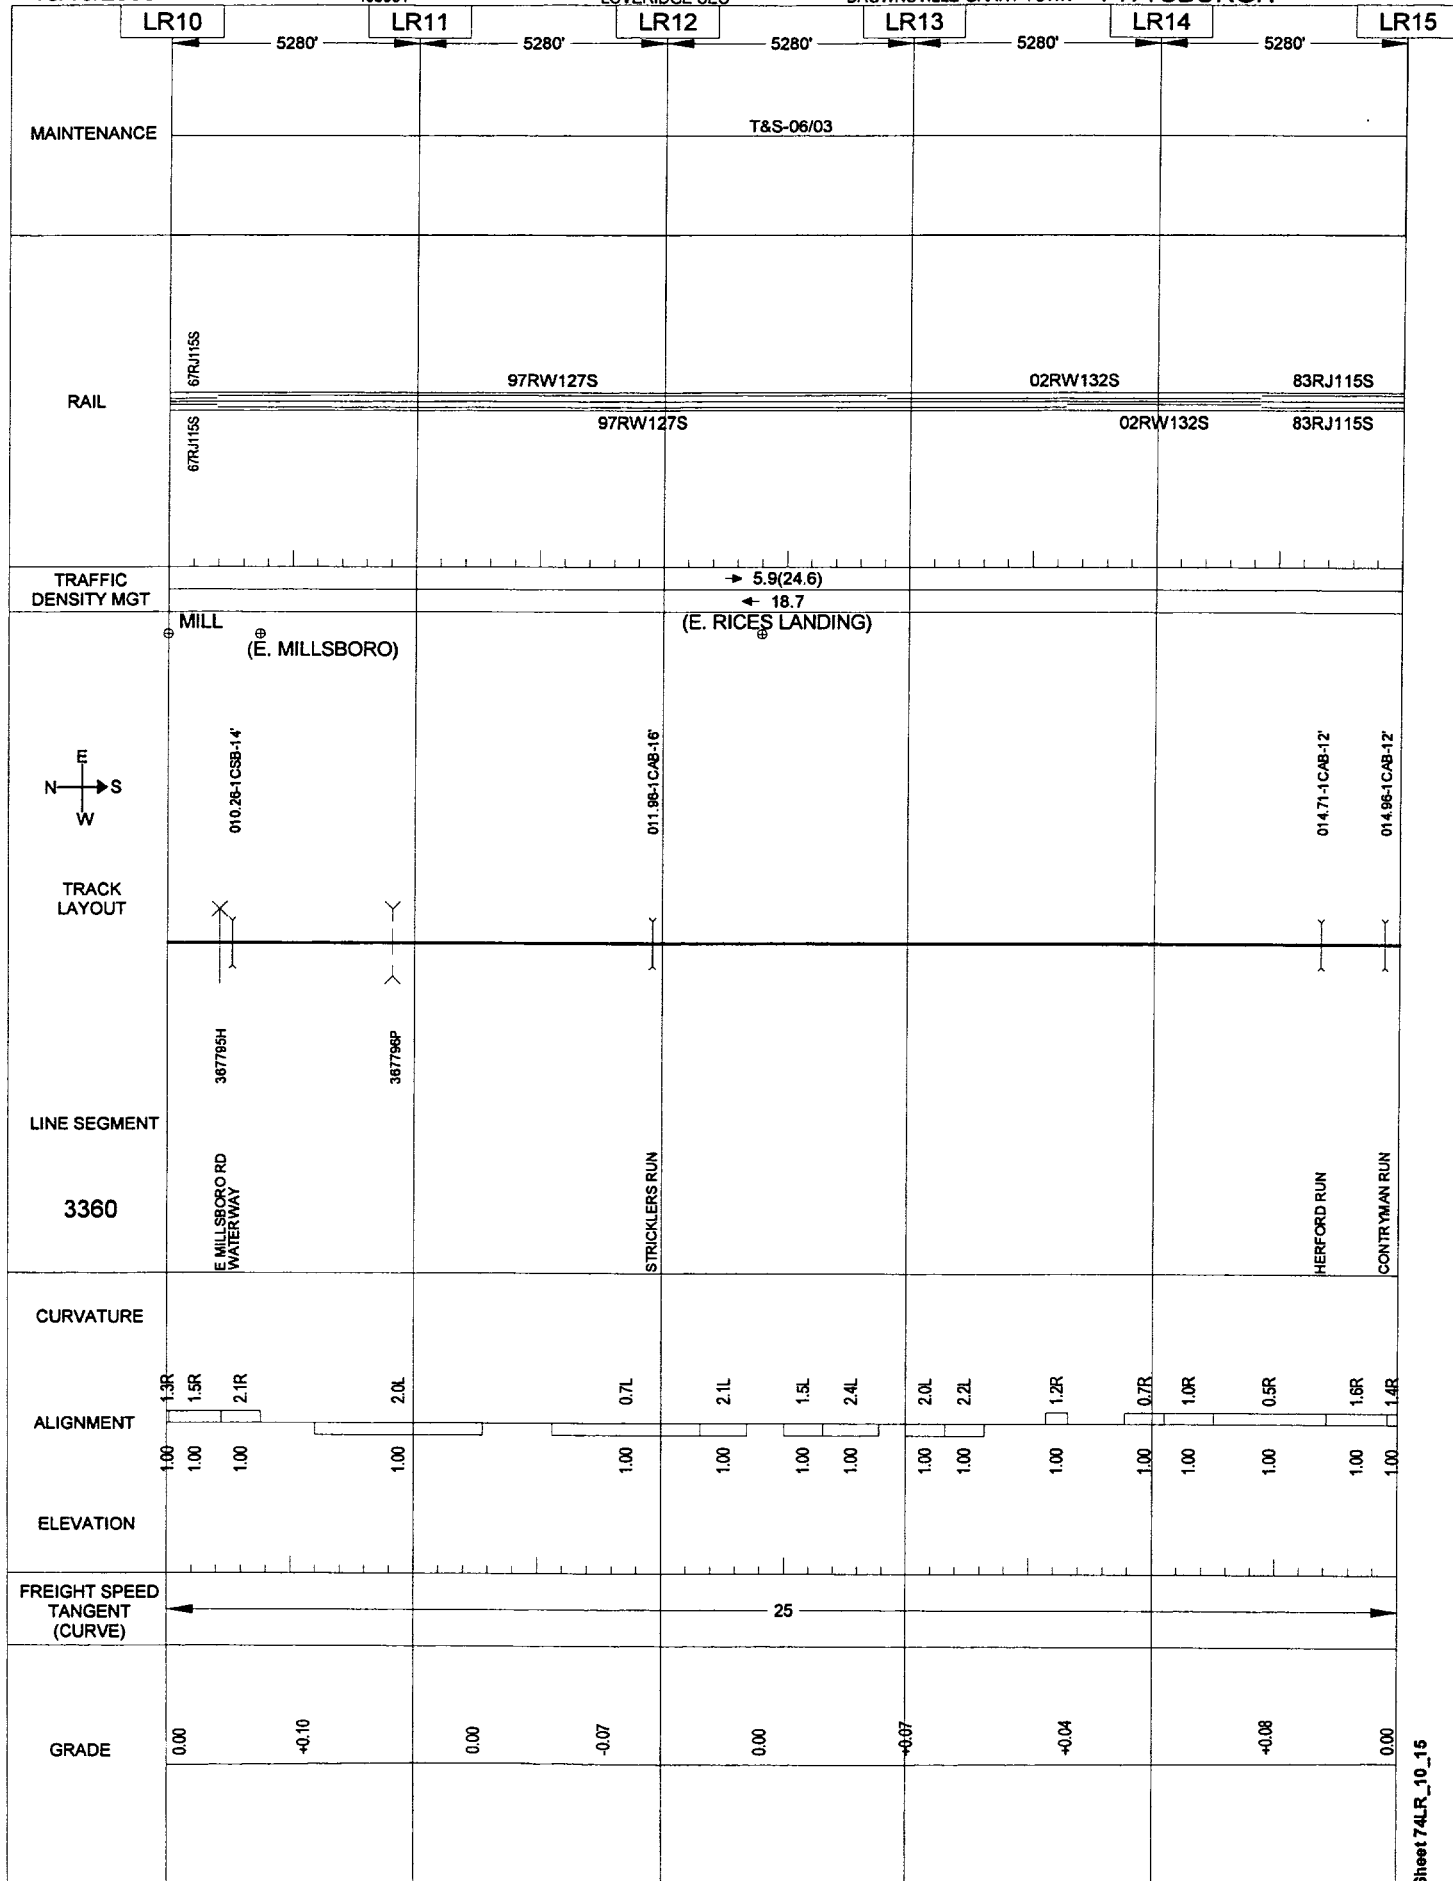 LR10 LR11 LR12 LR13 LR14 LR15
5280' 5280' 5280' 5280' 5280'
MAINTENANCE
T&S-06/03
RAIL
67RJ115S 97RW127S 02RW132S 83RJ115S
67RJ115S 97RW127S 02RW132S 83RJ115S
TRAFFIC
DENSITY MGT
→ 5.9(24.6)
← 18.7
MILL
(E. MILLSBORO)
(E. RICES LANDING)
E
N S
W
010.26-1CSB-14' 011.98-1CAB-16' 014.71-1CAB-12' 014.96-1CAB-12'
TRACK
LAYOUT
367795H 367796P
LINE SEGMENT
3360
E MILLSBORO RD
WATERWAY
STRICKLERS RUN
HERFORD RUN
CONTRYMAN RUN
CURVATURE
1.3R 1.5R 2.1R 2.0L 0.7L 2.1L 1.5L 2.4L 2.0L 2.2L 1.2R 0.7R 1.0R 0.5R 1.6R 1.4R
ALIGNMENT
1.00 1.00 1.00 1.00 1.00 1.00 1.00 1.00 1.00 1.00 1.00 1.00 1.00 1.00 1.00 1.00
ELEVATION
FREIGHT SPEED
TANGENT
(CURVE)
25
GRADE
0.00 +0.10 0.00 -0.07 0.00 +0.07 +0.04 +0.08 0.00
Sheet 74LR_10_15